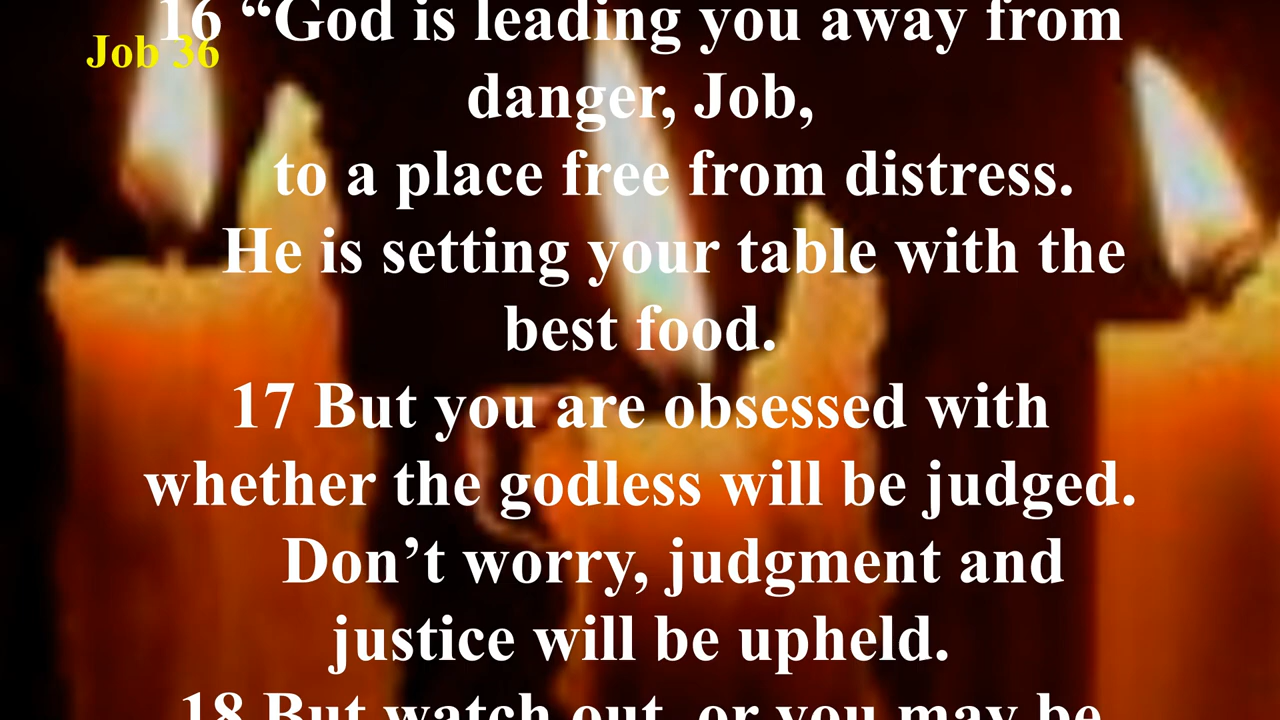 Job 36
16 “God is leading you away from
danger, Job,
to a place free from distress.
He is setting your table with the
best food.
17 But you are obsessed with
whether the godless will be judged.
Don’t worry, judgment and
justice will be upheld.
18 But watch out, or you may be